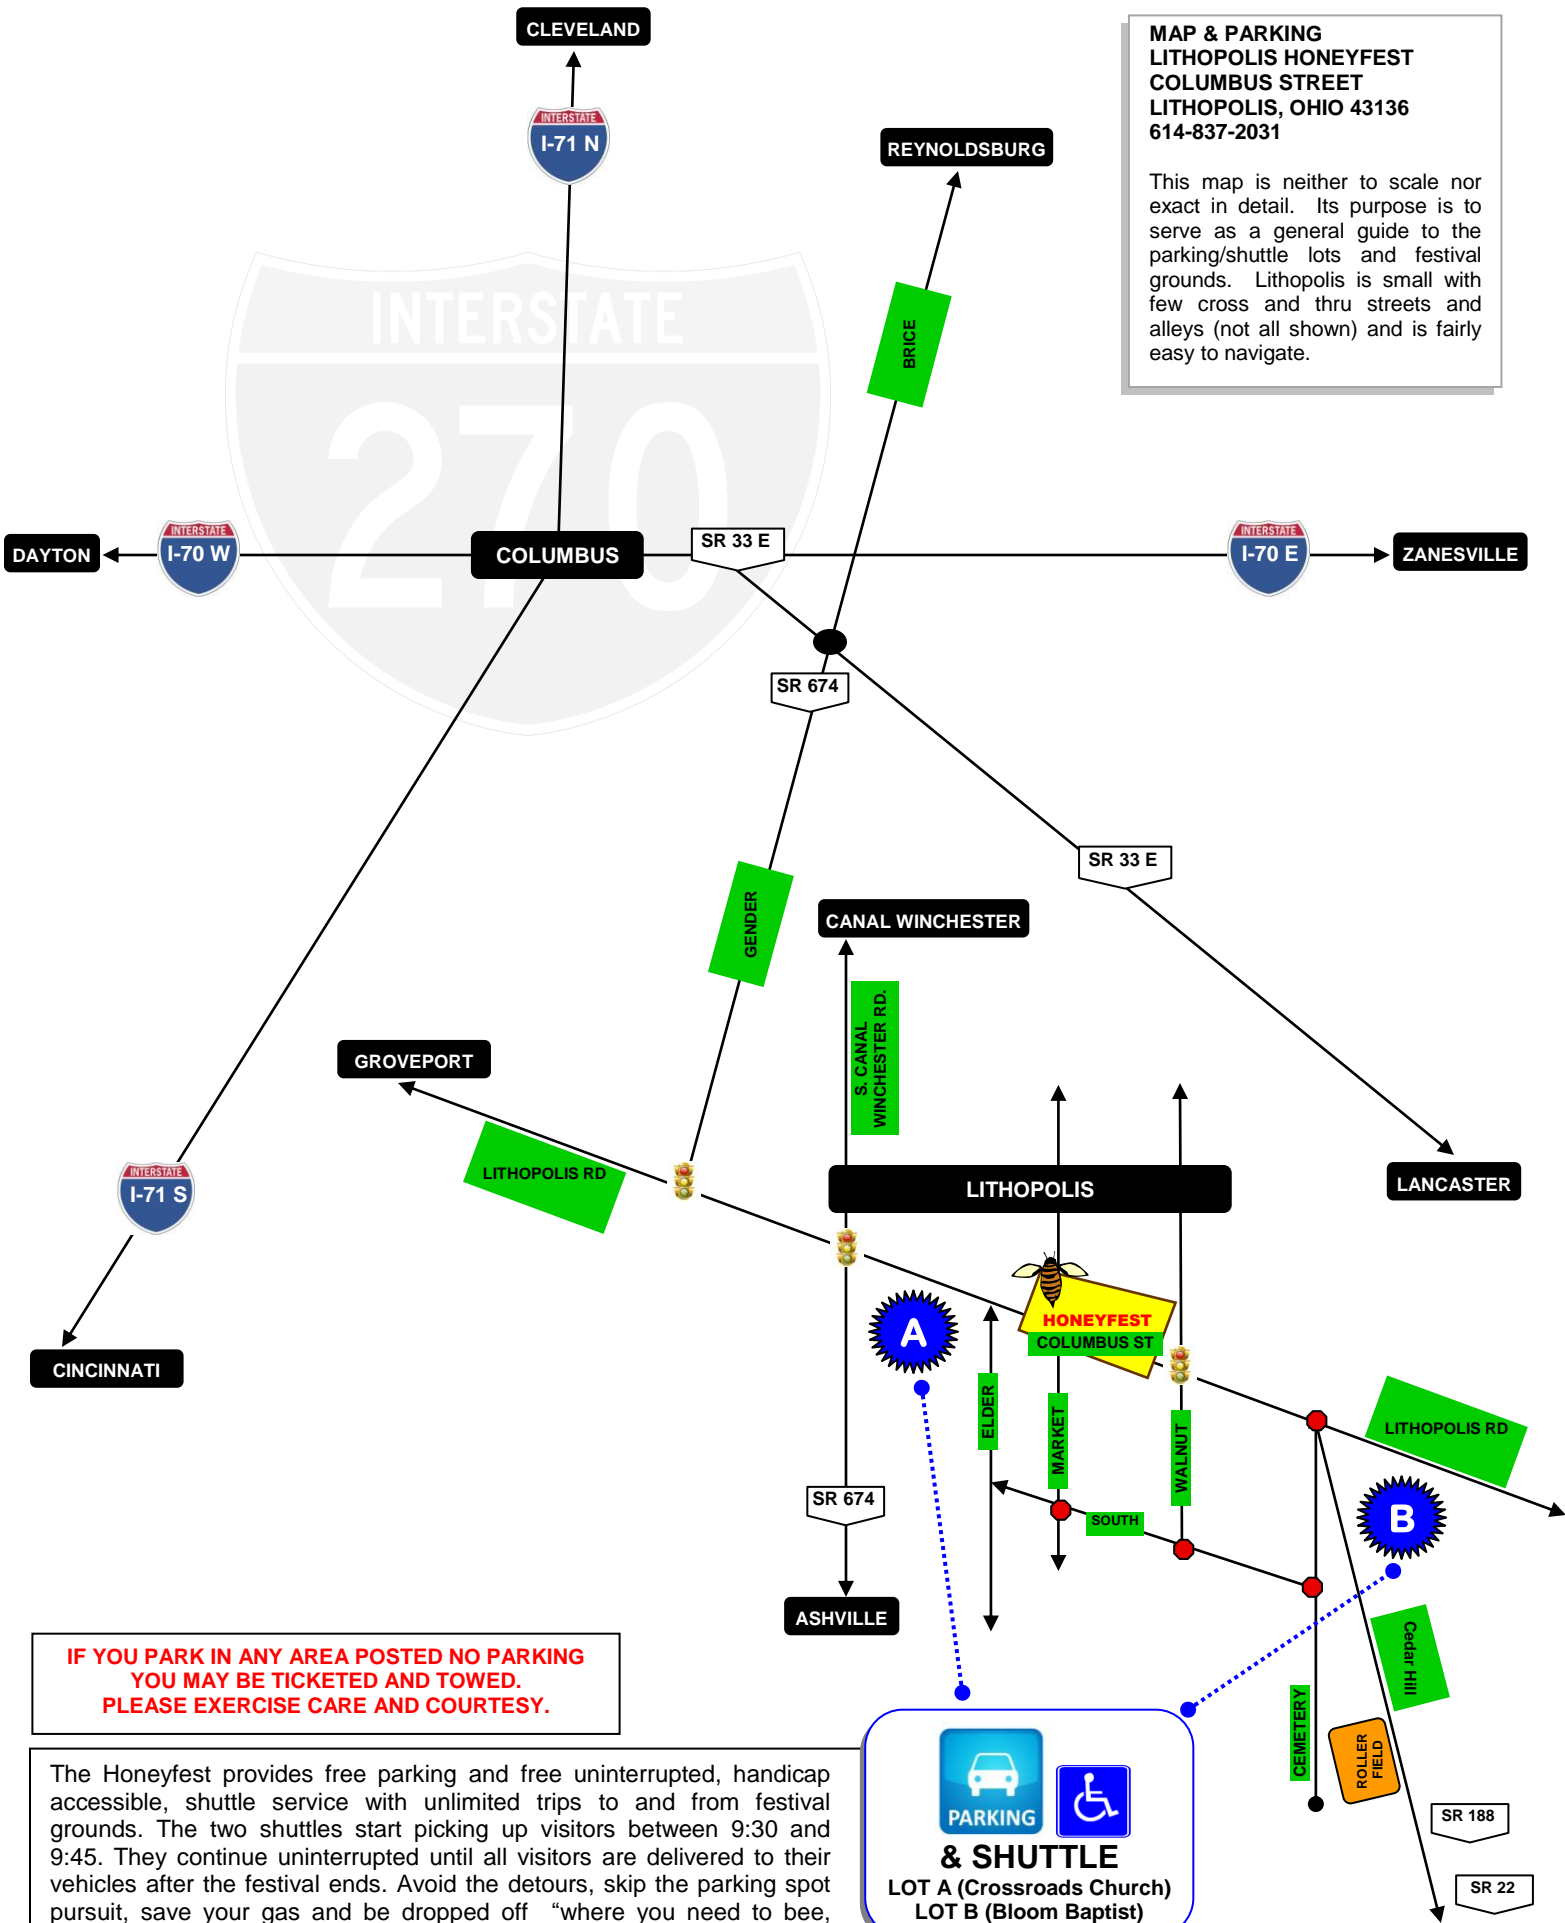 CLEVELAND
INTERSTATE
I-71 N
MAP & PARKING
LITHOPOLIS HONEYFEST
COLUMBUS STREET
LITHOPOLIS, OHIO 43136
614-837-2031
This map is neither to scale nor
exact in detail. Its purpose is to
serve as a general guide to the
parking/shuttle lots and festival
grounds. Lithopolis is small with
few cross and thru streets and
alleys (not all shown) and is fairly
easy to navigate.
REYNOLDSBURG
INTERSTATE
270
BRICE
DAYTON
INTERSTATE
I-70 W
COLUMBUS
SR 33 E
INTERSTATE
I-70 E
ZANESVILLE
SR 674
SR 33 E
GENDER
CANAL WINCHESTER
S. CANAL
WINCHESTER RD.
GROVEPORT
LITHOPOLIS RD
INTERSTATE
I-71 S
LITHOPOLIS
LANCASTER
A
HONEYFEST
COLUMBUS ST
CINCINNATI
ELDER
MARKET
WALNUT
LITHOPOLIS RD
SR 674
SOUTH
B
ASHVILLE
Cedar Hill
CEMETERY
ROLLER
FIELD
SR 188
SR 22
IF YOU PARK IN ANY AREA POSTED NO PARKING
YOU MAY BE TICKETED AND TOWED.
PLEASE EXERCISE CARE AND COURTESY.
The Honeyfest provides free parking and free uninterrupted, handicap
accessible, shuttle service with unlimited trips to and from festival
grounds. The two shuttles start picking up visitors between 9:30 and
9:45. They continue uninterrupted until all visitors are delivered to their
vehicles after the festival ends. Avoid the detours, skip the parking spot
pursuit, save your gas and be dropped off “where you need to bee,
PARKING
& SHUTTLE
LOT A (Crossroads Church)
LOT B (Bloom Baptist)